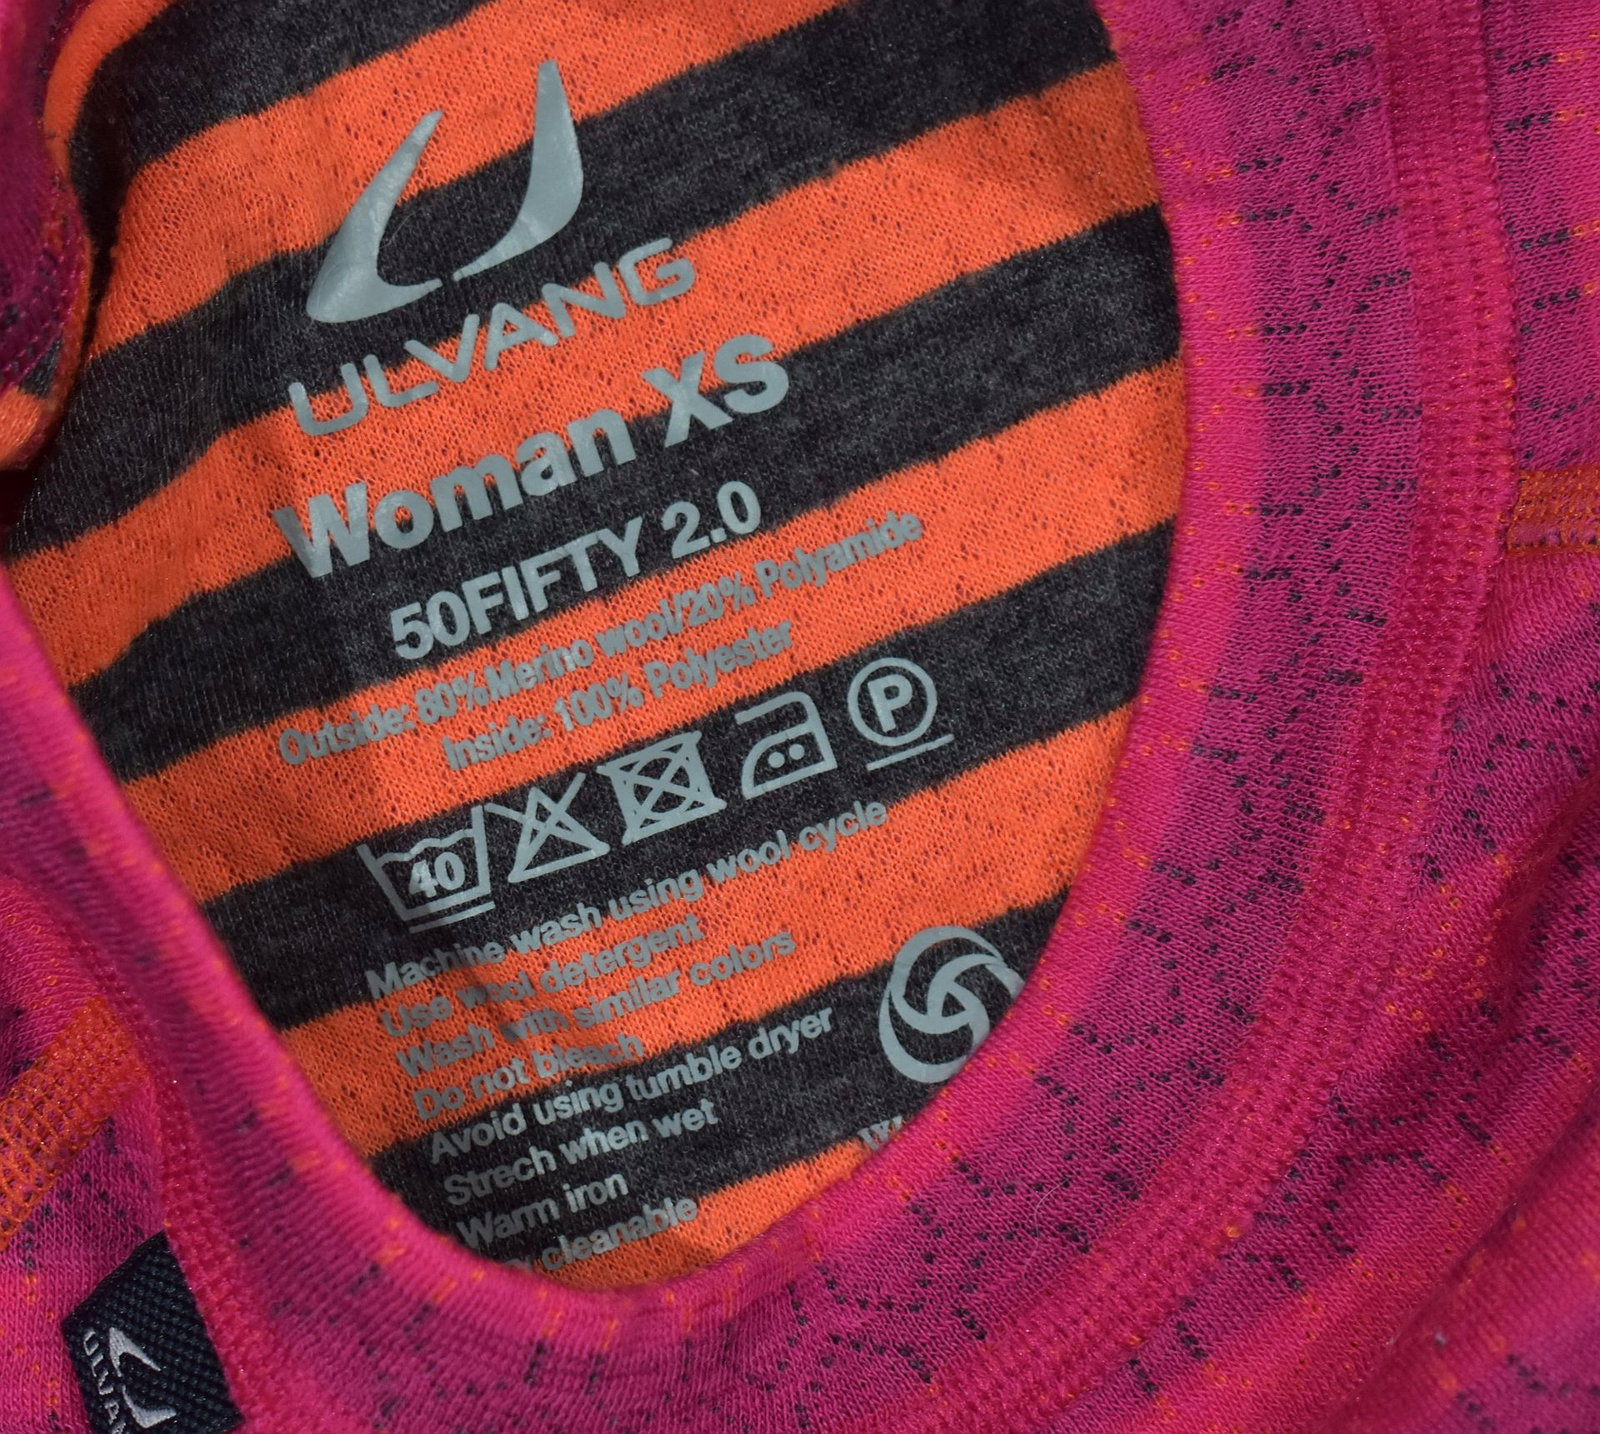 ULVANG
Woman XS
50FIFTY 2.0
Outside: 80%Merino wool/20% Polyamide
Inside: 100% Polyester
40
P
Machine wash using wool cycle
Use wool detergent
Wash with similar colors
Do not bleach
Avoid using tumble dryer
Strech when wet
Warm iron
cleanable